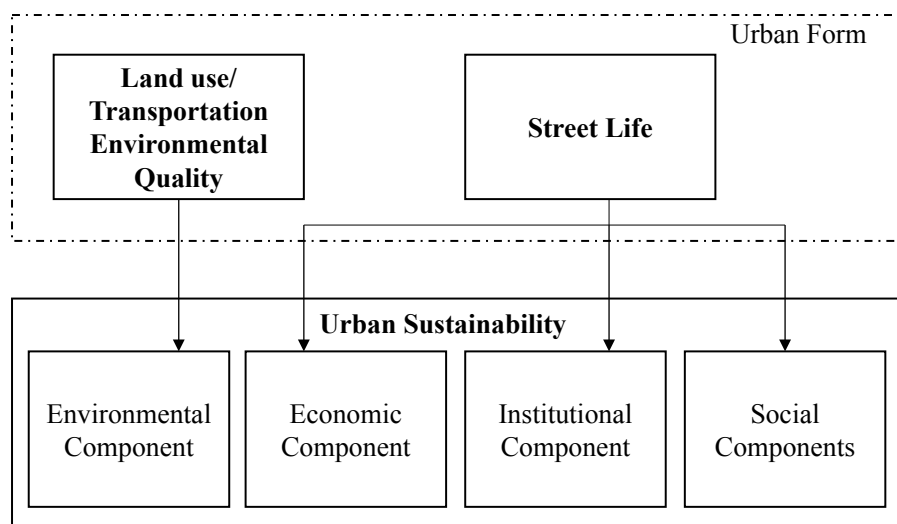 Urban Form
Land use/
Transportation
Environmental
Quality
Street Life
Urban Sustainability
Environmental
Component
Economic
Component
Institutional
Component
Social
Components